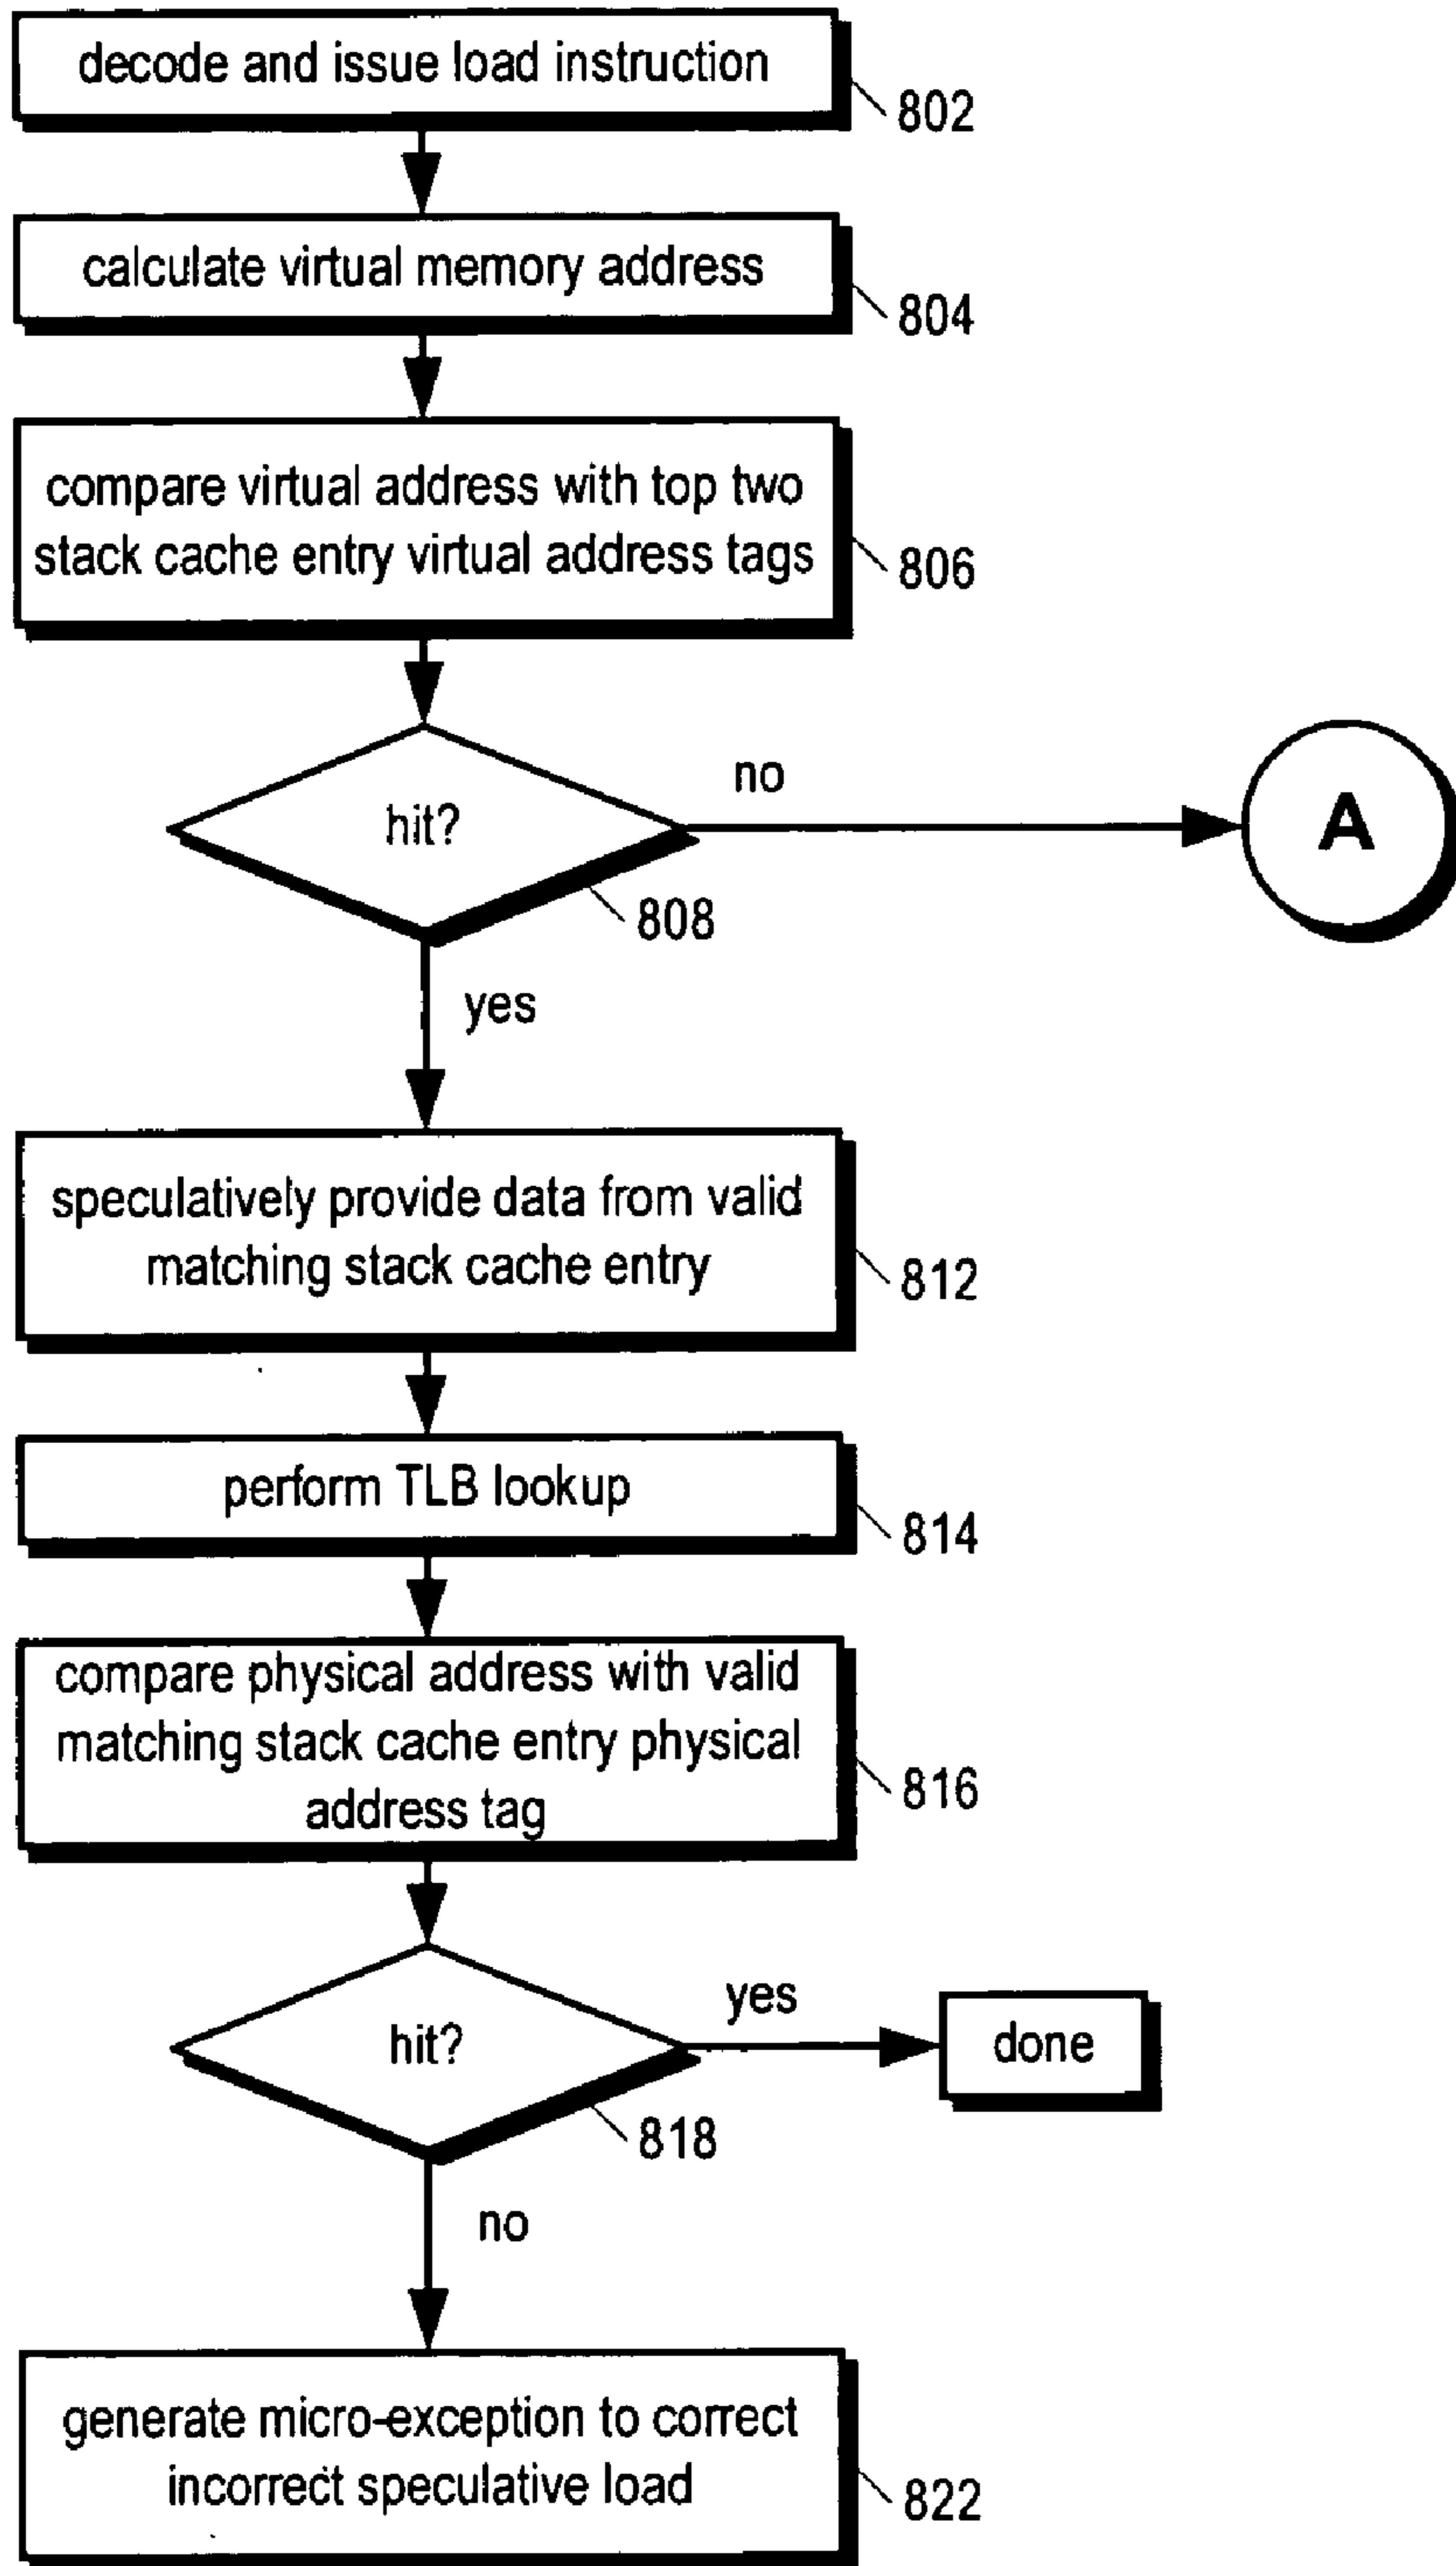 decode and issue load instruction
802
calculate virtual memory address
804
compare virtual address with top two
stack cache entry virtual address tags
806
hit?
no
A
808
yes
speculatively provide data from valid
matching stack cache entry
812
perform TLB lookup
814
compare physical address with valid
matching stack cache entry physical
address tag
816
hit?
yes
done
818
no
generate micro-exception to correct
incorrect speculative load
822